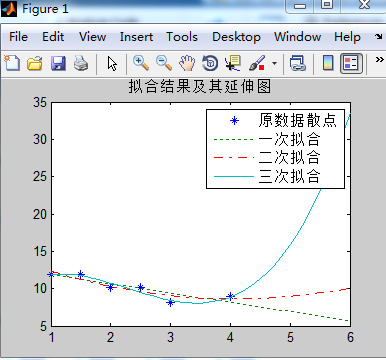 Figure 1
File Edit View Insert Tools Desktop Window Help
拟合结果及其延伸图
35
30
25
20
15
10
5
原数据散点
一次拟合
二次拟合
三次拟合
1 2 3 4 5 6